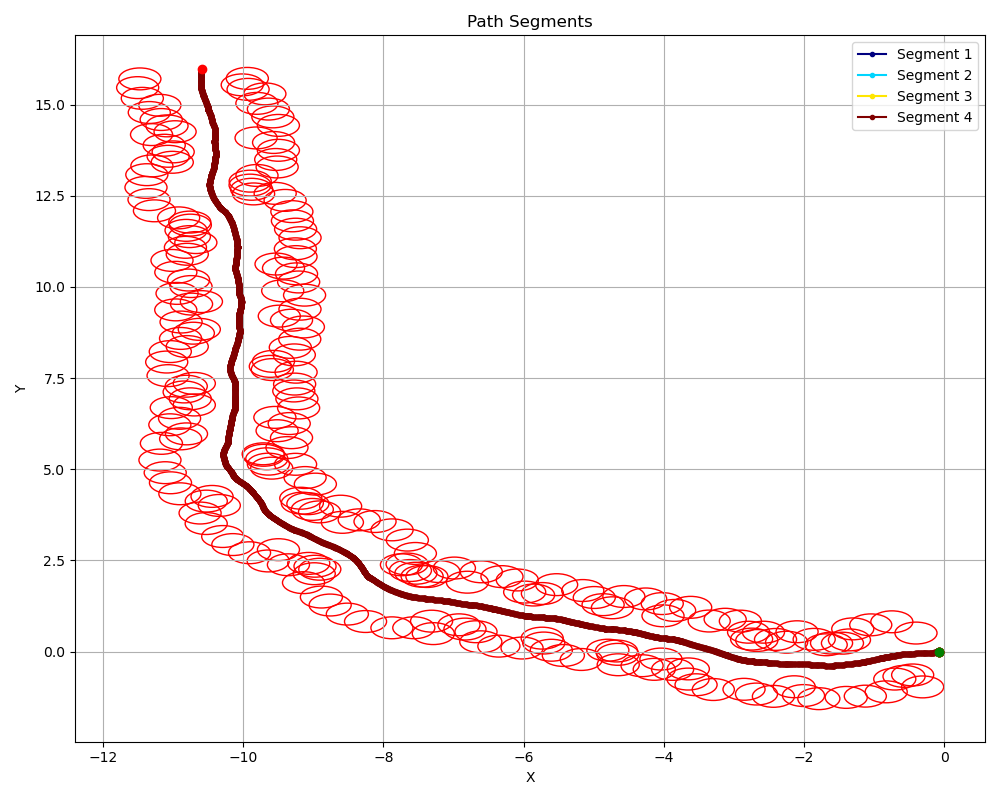 Path Segments
Segment 1
Segment 2
Segment 3
Segment 4
15.0
12.5
10.0
7.5
5.0
2.5
0.0
Y
−12
−10
−8
−6
−4
−2
0
X